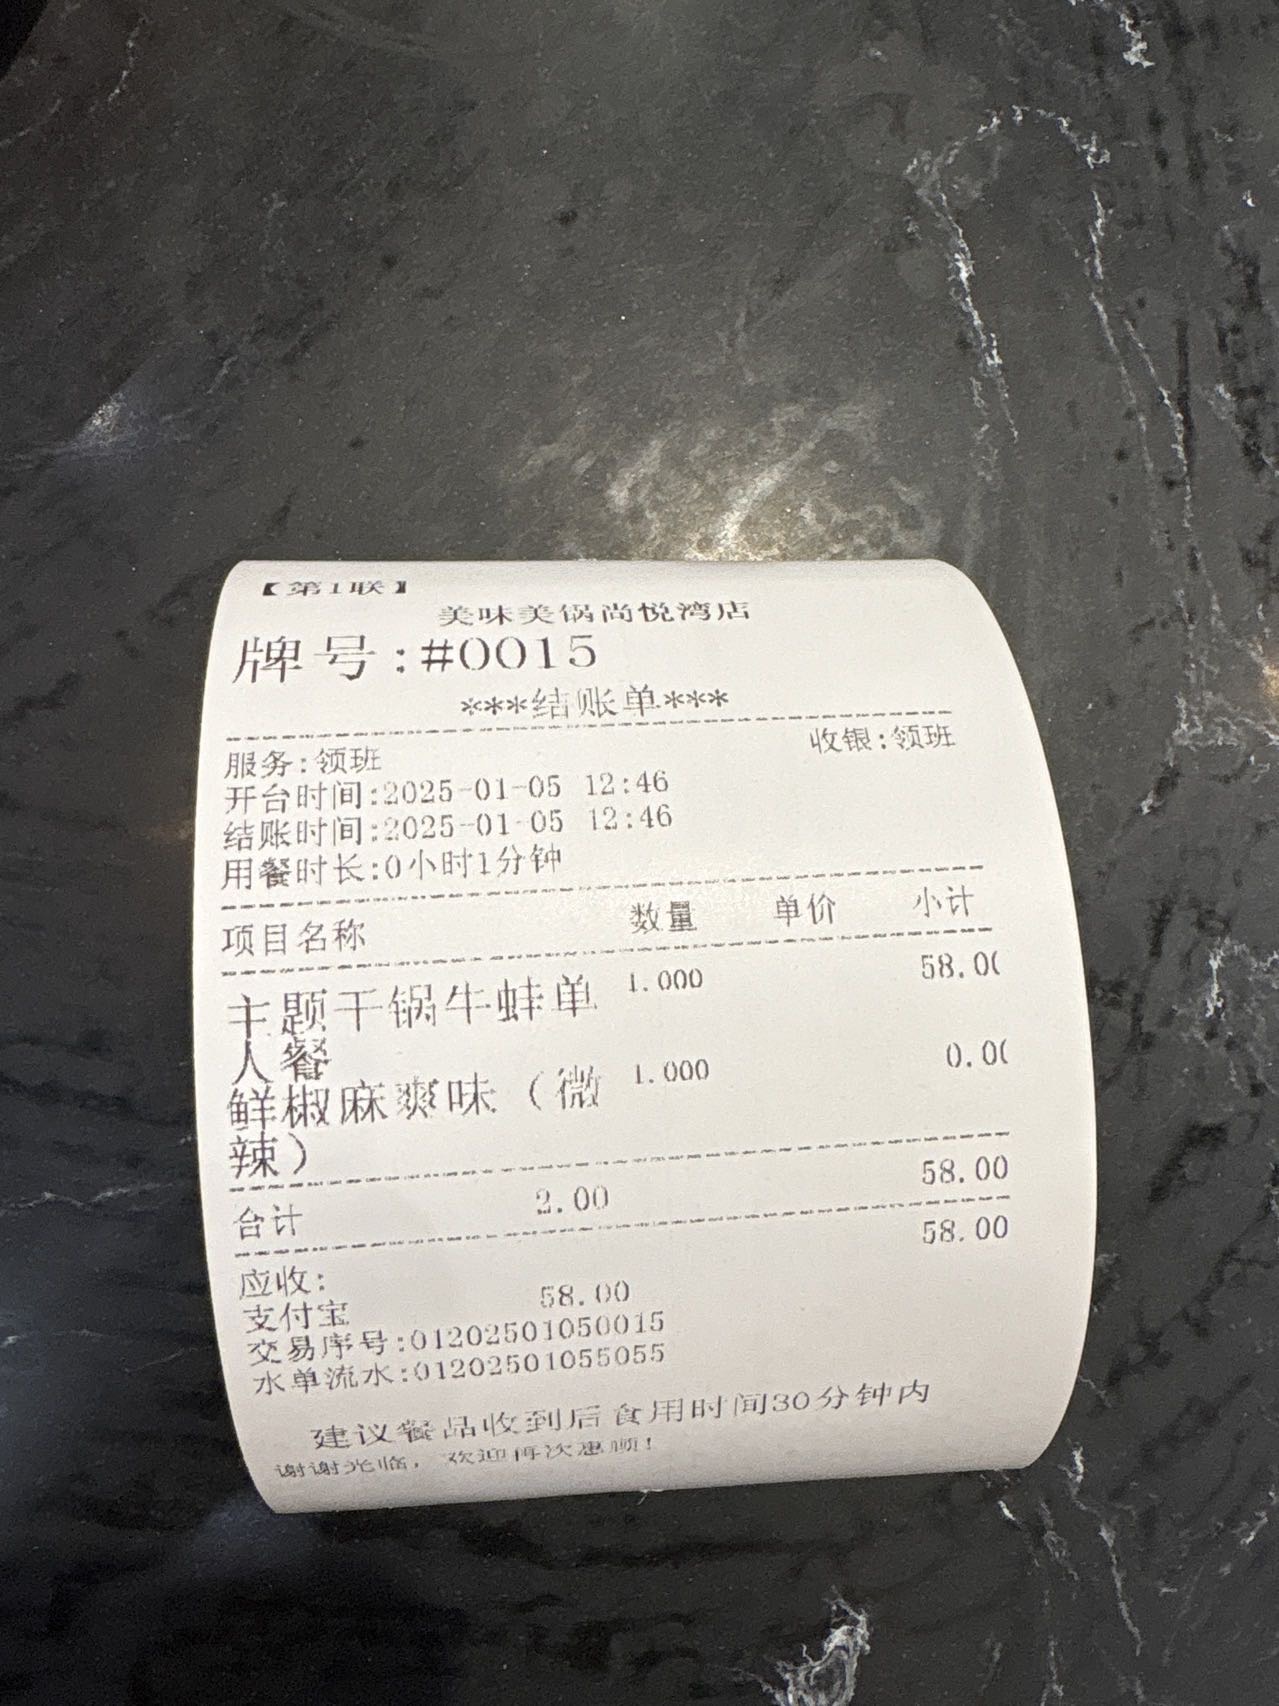 【第1联】
美味美锅尚悦湾店
牌号:#0015
***结账单***
服务:领班 收银:领班
开台时间:2025-01-05 12:46
结账时间:2025-01-05 12:46
用餐时长:0小时1分钟
项目名称 数量 单价 小计
主题干锅牛蛙单 1.000 58.0
人餐
鲜椒麻爽味（微 1.000 0.0
辣）
合计 2.00 58.00
应收: 58.00
支付宝 58.00
交易序号:01202501050015
水单流水:01202501055055
建议餐品收到后食用时间30分钟内
谢谢光临，欢迎再次惠顾！